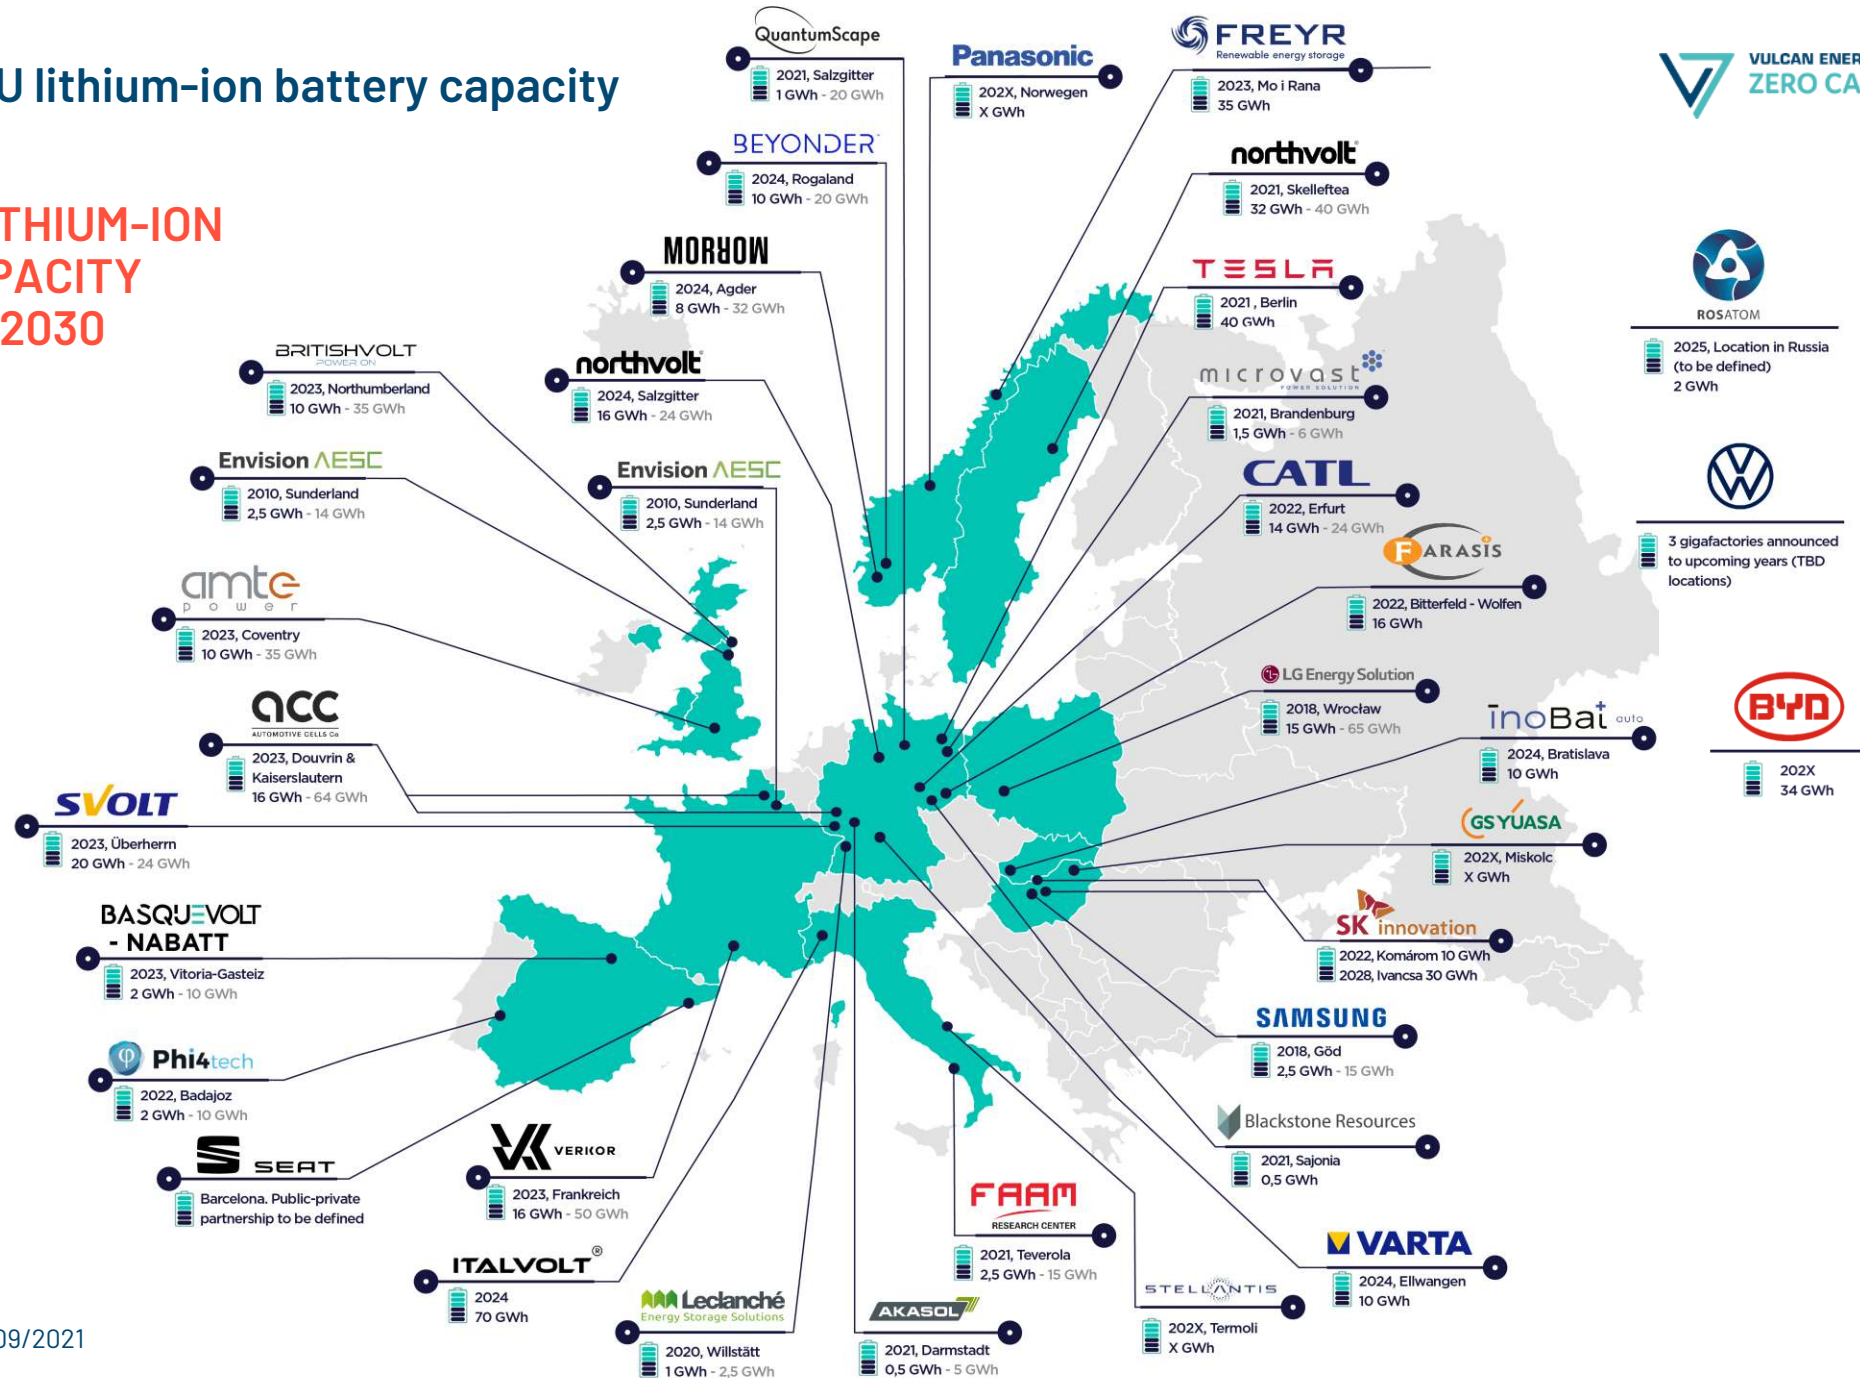 U lithium-ion battery capacity
THIUM-ION
PACITY
2030
VULCAN ENER
ZERO CA
QuantumScape
2021, Salzgitter
1 GWh - 20 GWh
Panasonic
202X, Norwegen
X GWh
FREYR
Renewable energy storage
2023, Mo i Rana
35 GWh
BEYONDER
2024, Rogaland
10 GWh - 20 GWh
northvolt
2021, Skelleftea
32 GWh - 40 GWh
MORROW
2024, Agder
8 GWh - 32 GWh
TESLA
2021 , Berlin
40 GWh
ROSATOM
2025, Location in Russia
(to be defined)
2 GWh
BRITISHVOLT
POWER ON
2023, Northumberland
10 GWh - 35 GWh
northvolt
2024, Salzgitter
16 GWh - 24 GWh
microvast
POWER SOLUTION
2021, Brandenburg
1,5 GWh - 6 GWh
Envision AESC
2010, Sunderland
2,5 GWh - 14 GWh
Envision AESC
2010, Sunderland
2,5 GWh - 14 GWh
CATL
2022, Erfurt
14 GWh - 24 GWh
VW
3 gigafactories announced
to upcoming years (TBD
locations)
FARASIS
2022, Bitterfeld - Wolfen
16 GWh
amte
power
2023, Coventry
10 GWh - 35 GWh
LG Energy Solution
2018, Wrocław
15 GWh - 65 GWh
acc
AUTOMOTIVE CELLS Co
2023, Douvrin &
Kaiserslautern
16 GWh - 64 GWh
inoBat auto
2024, Bratislava
10 GWh
BYD
202X
34 GWh
SVOLT
2023, Überherrn
20 GWh - 24 GWh
GS YUASA
202X, Miskolc
X GWh
BASQUEVOLT
- NABATT
2023, Vitoria-Gasteiz
2 GWh - 10 GWh
SK innovation
2022, Komárom 10 GWh
2028, Ivancsa 30 GWh
Phi4tech
2022, Badajoz
2 GWh - 10 GWh
SAMSUNG
2018, Göd
2,5 GWh - 15 GWh
SEAT
Barcelona. Public-private
partnership to be defined
VERKOR
2023, Frankreich
16 GWh - 50 GWh
Blackstone Resources
2021, Sajonia
0,5 GWh
FAAM
RESEARCH CENTER
2021, Teverola
2,5 GWh - 15 GWh
ITALVOLT®
2024
70 GWh
VARTA
2024, Ellwangen
10 GWh
Leclanché
Energy Storage Solutions
2020, Willstätt
1 GWh - 2,5 GWh
AKASOL
2021, Darmstadt
0,5 GWh - 5 GWh
STELLANTIS
202X, Termoli
X GWh
09/2021